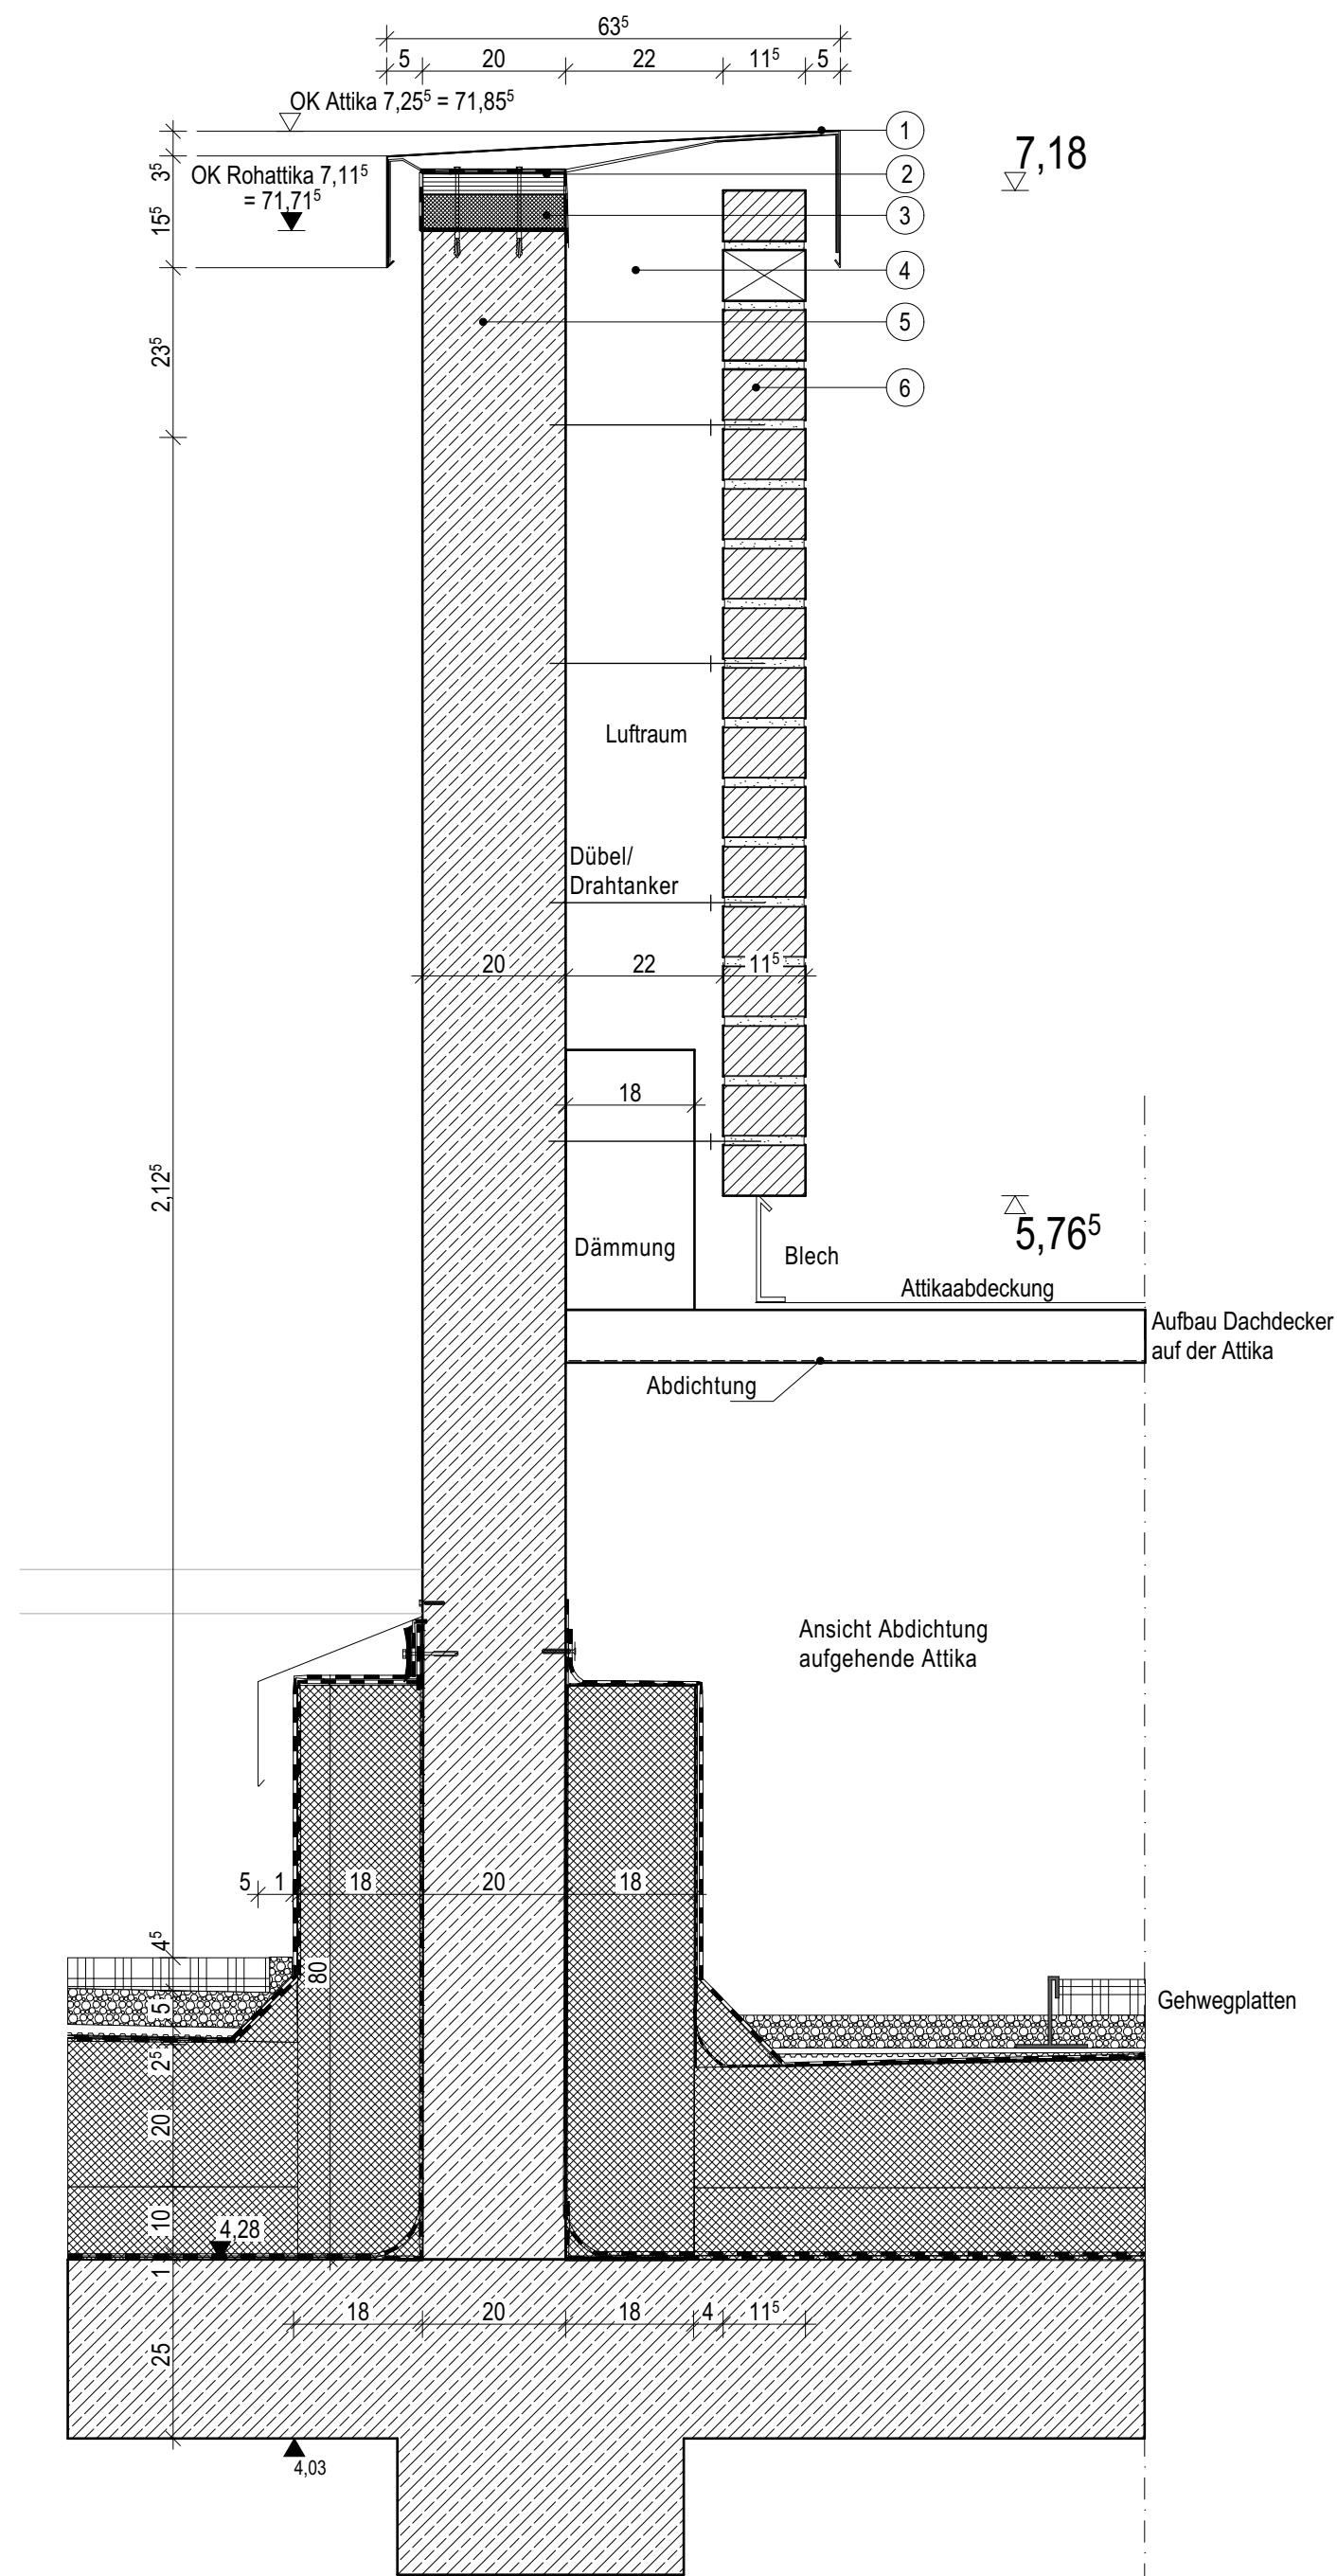 63⁵
5 20 22 11⁵ 5
OK Attika 7,25⁵ = 71,85⁵
1
7,18
3⁵
OK Rohattika 7,11⁵
= 71,71⁵
2
15⁵
3
4
5
23⁵
6
Luftraum
Dübel/
Drahtanker
20 22 11⁵
18
2,12⁵
5,76⁵
Dämmung
Blech
Attikaabdeckung
Aufbau Dachdecker
auf der Attika
Abdichtung
Ansicht Abdichtung
aufgehende Attika
5 1 18 20 18
4⁵
80
5
Gehwegplatten
2⁵
20
10
4,28
1
18 20 18 4 11⁵
25
4,03